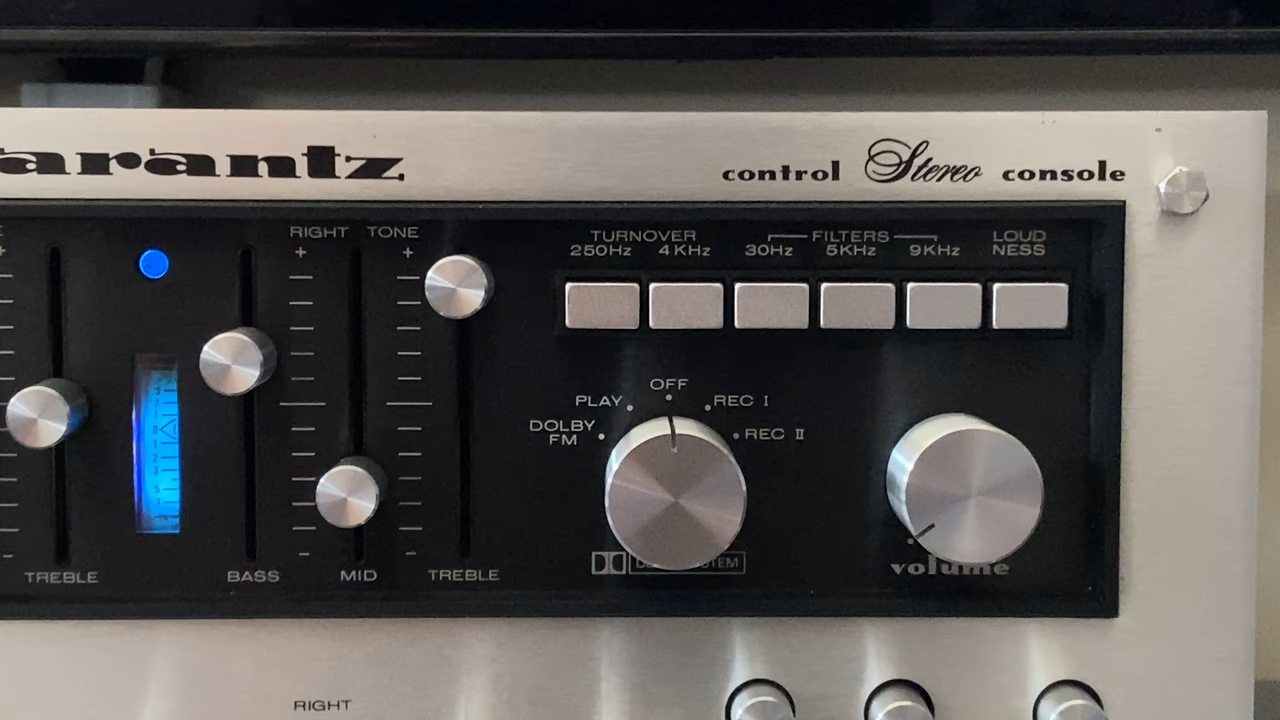 arantz
control Stereo console
RIGHT TONE
TURNOVER
250Hz 4KHz
FILTERS
30Hz 5KHz 9KHz
LOUD
NESS
OFF
PLAY
REC I
DOLBY
FM
REC II
volume
TREBLE
BASS
MID
TREBLE
RIGHT